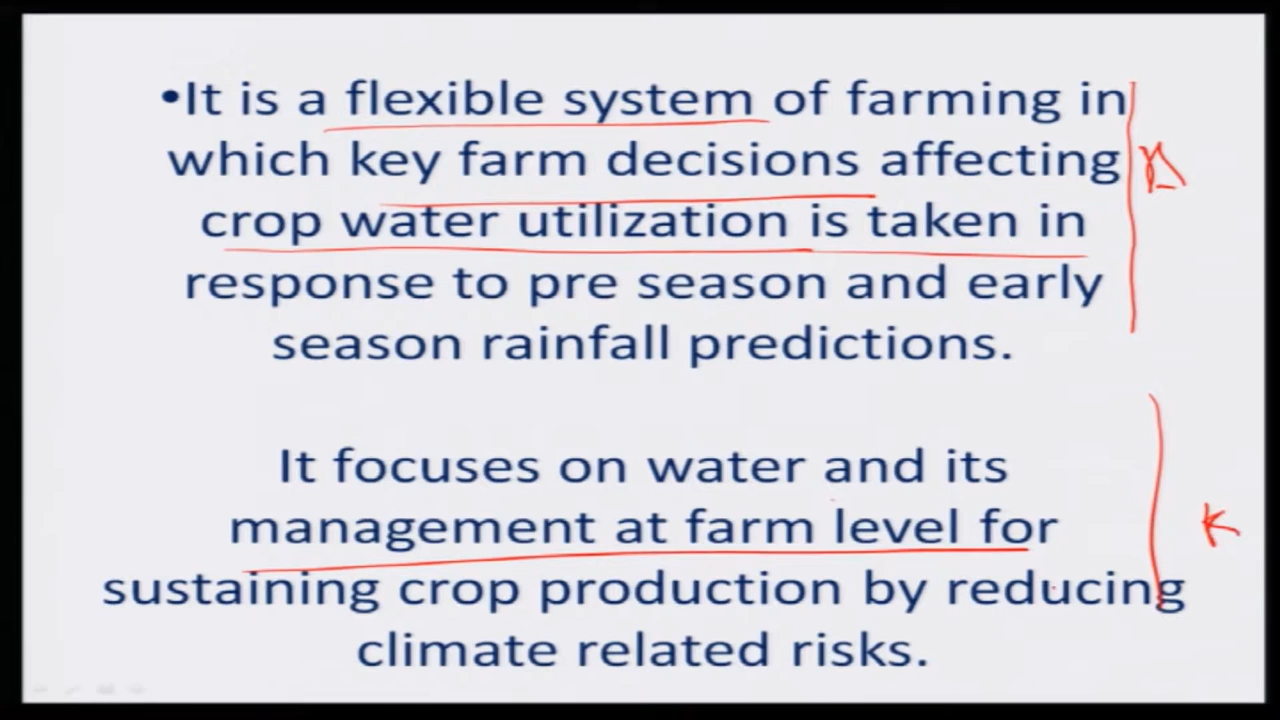 •It is a flexible system of farming in
which key farm decisions affecting
crop water utilization is taken in
response to pre season and early
season rainfall predictions.
It focuses on water and its
management at farm level for
sustaining crop production by reducing
climate related risks.